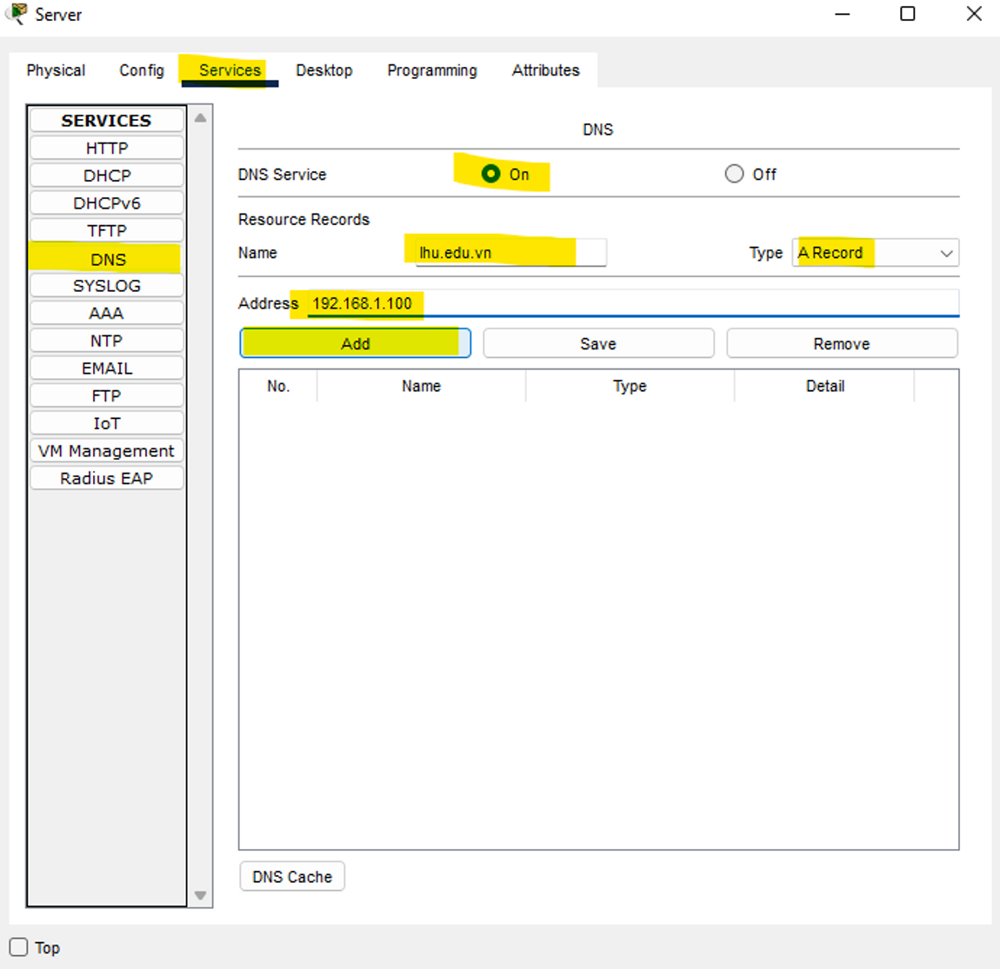 Server
Physical Config Services Desktop Programming Attributes
SERVICES
HTTP
DHCP
DHCPv6
TFTP
DNS
SYSLOG
AAA
NTP
EMAIL
FTP
IoT
VM Management
Radius EAP
DNS
DNS Service On Off
Resource Records
Name lhu.edu.vn Type A Record
Address 192.168.1.100
Add Save Remove
No. Name Type Detail
DNS Cache
Top